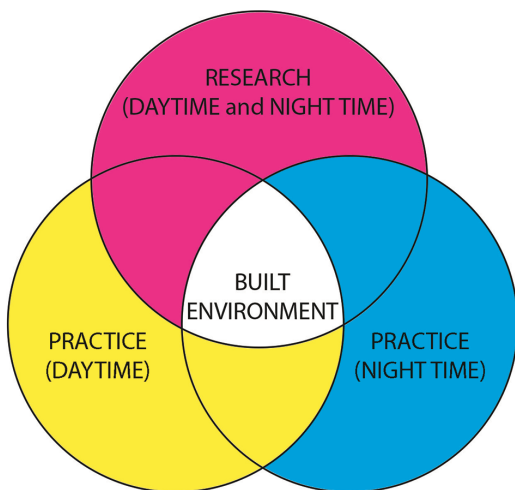 RESEARCH
(DAYTIME and NIGHT TIME)
BUILT
ENVIRONMENT
PRACTICE
(DAYTIME)
PRACTICE
(NIGHT TIME)